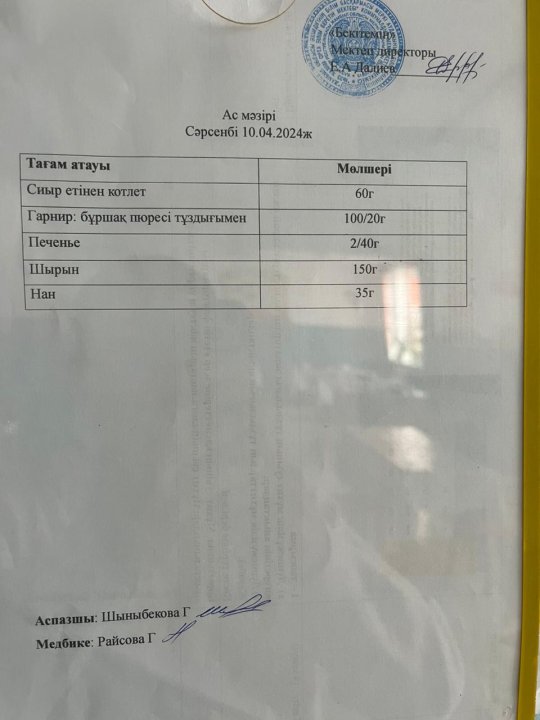 «Бекітемін»
Мектеп директоры
Е.А Далиев
Ас мәзірі
Сәрсенбі 10.04.2024ж
Тағам атауы Мөлшері
Сиыр етінен котлет 60г
Гарнир: бұршақ пюресі тұздығымен 100/20г
Печенье 2/40г
Шырын 150г
Нан 35г
Аспазшы: Шыныбекова Г
Медбике: Райсова Г